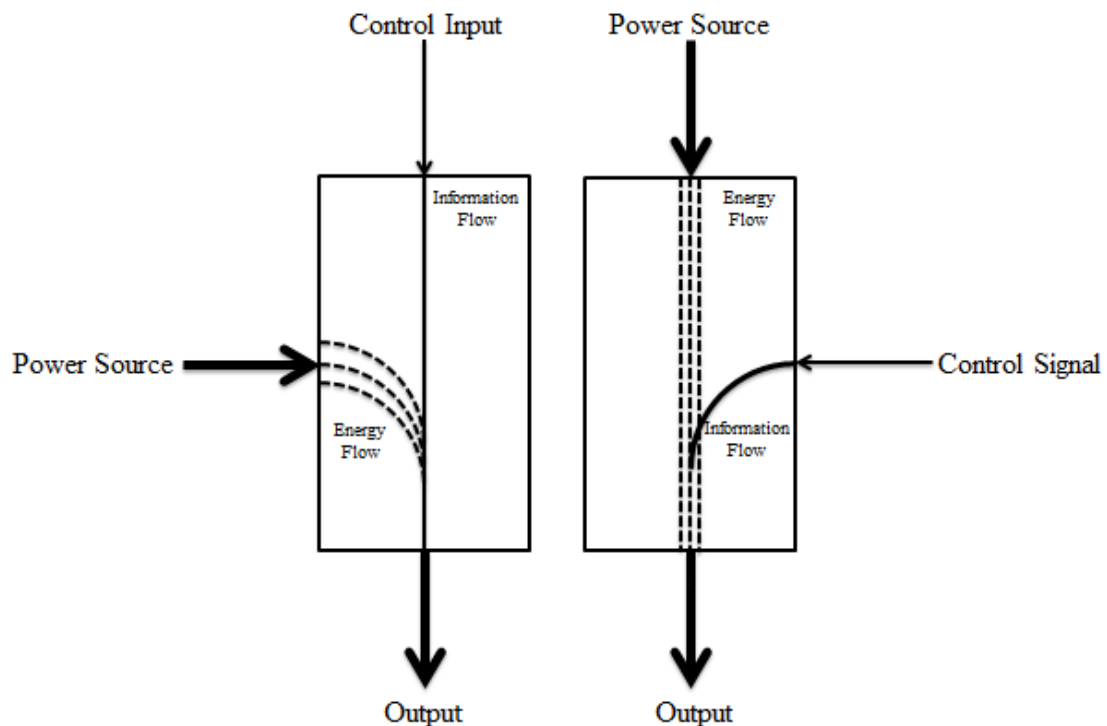 Control Input
Power Source
Information
Flow
Energy
Flow
Power Source
Control Signal
Energy
Flow
Information
Flow
Output
Output